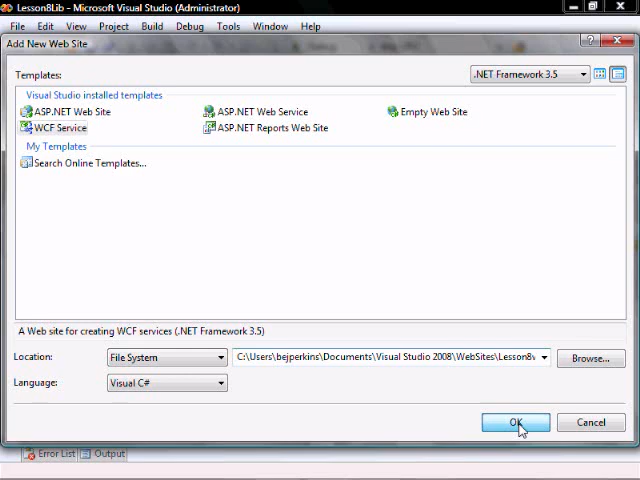 Lesson8Lib - Microsoft Visual Studio (Administrator)
File Edit View Project Build Debug Tools Window Help
Add New Web Site
Templates: .NET Framework 3.5
Visual Studio installed templates
ASP.NET Web Site ASP.NET Web Service Empty Web Site
WCF Service ASP.NET Reports Web Site
My Templates
Search Online Templates...
A Web site for creating WCF services (.NET Framework 3.5)
Location: File System C:\Users\bejperkins\Documents\Visual Studio 2008\WebSites\Lesson8w Browse...
Language: Visual C#
OK Cancel
Error List Output